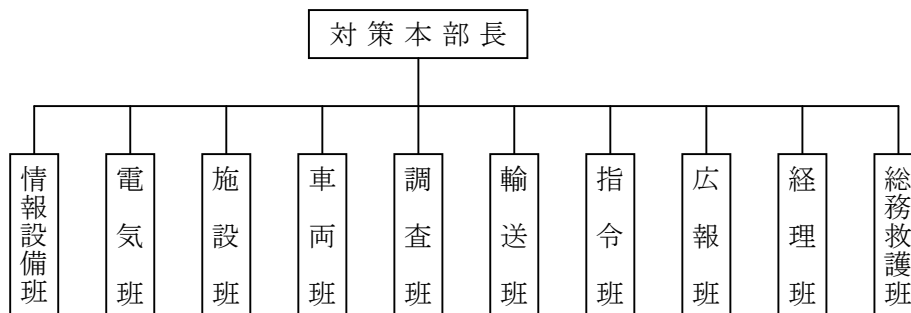 対策本部長
情報設備班
電気班
施設班
車両班
調査班
輸送班
指令班
広報班
経理班
総務救護班